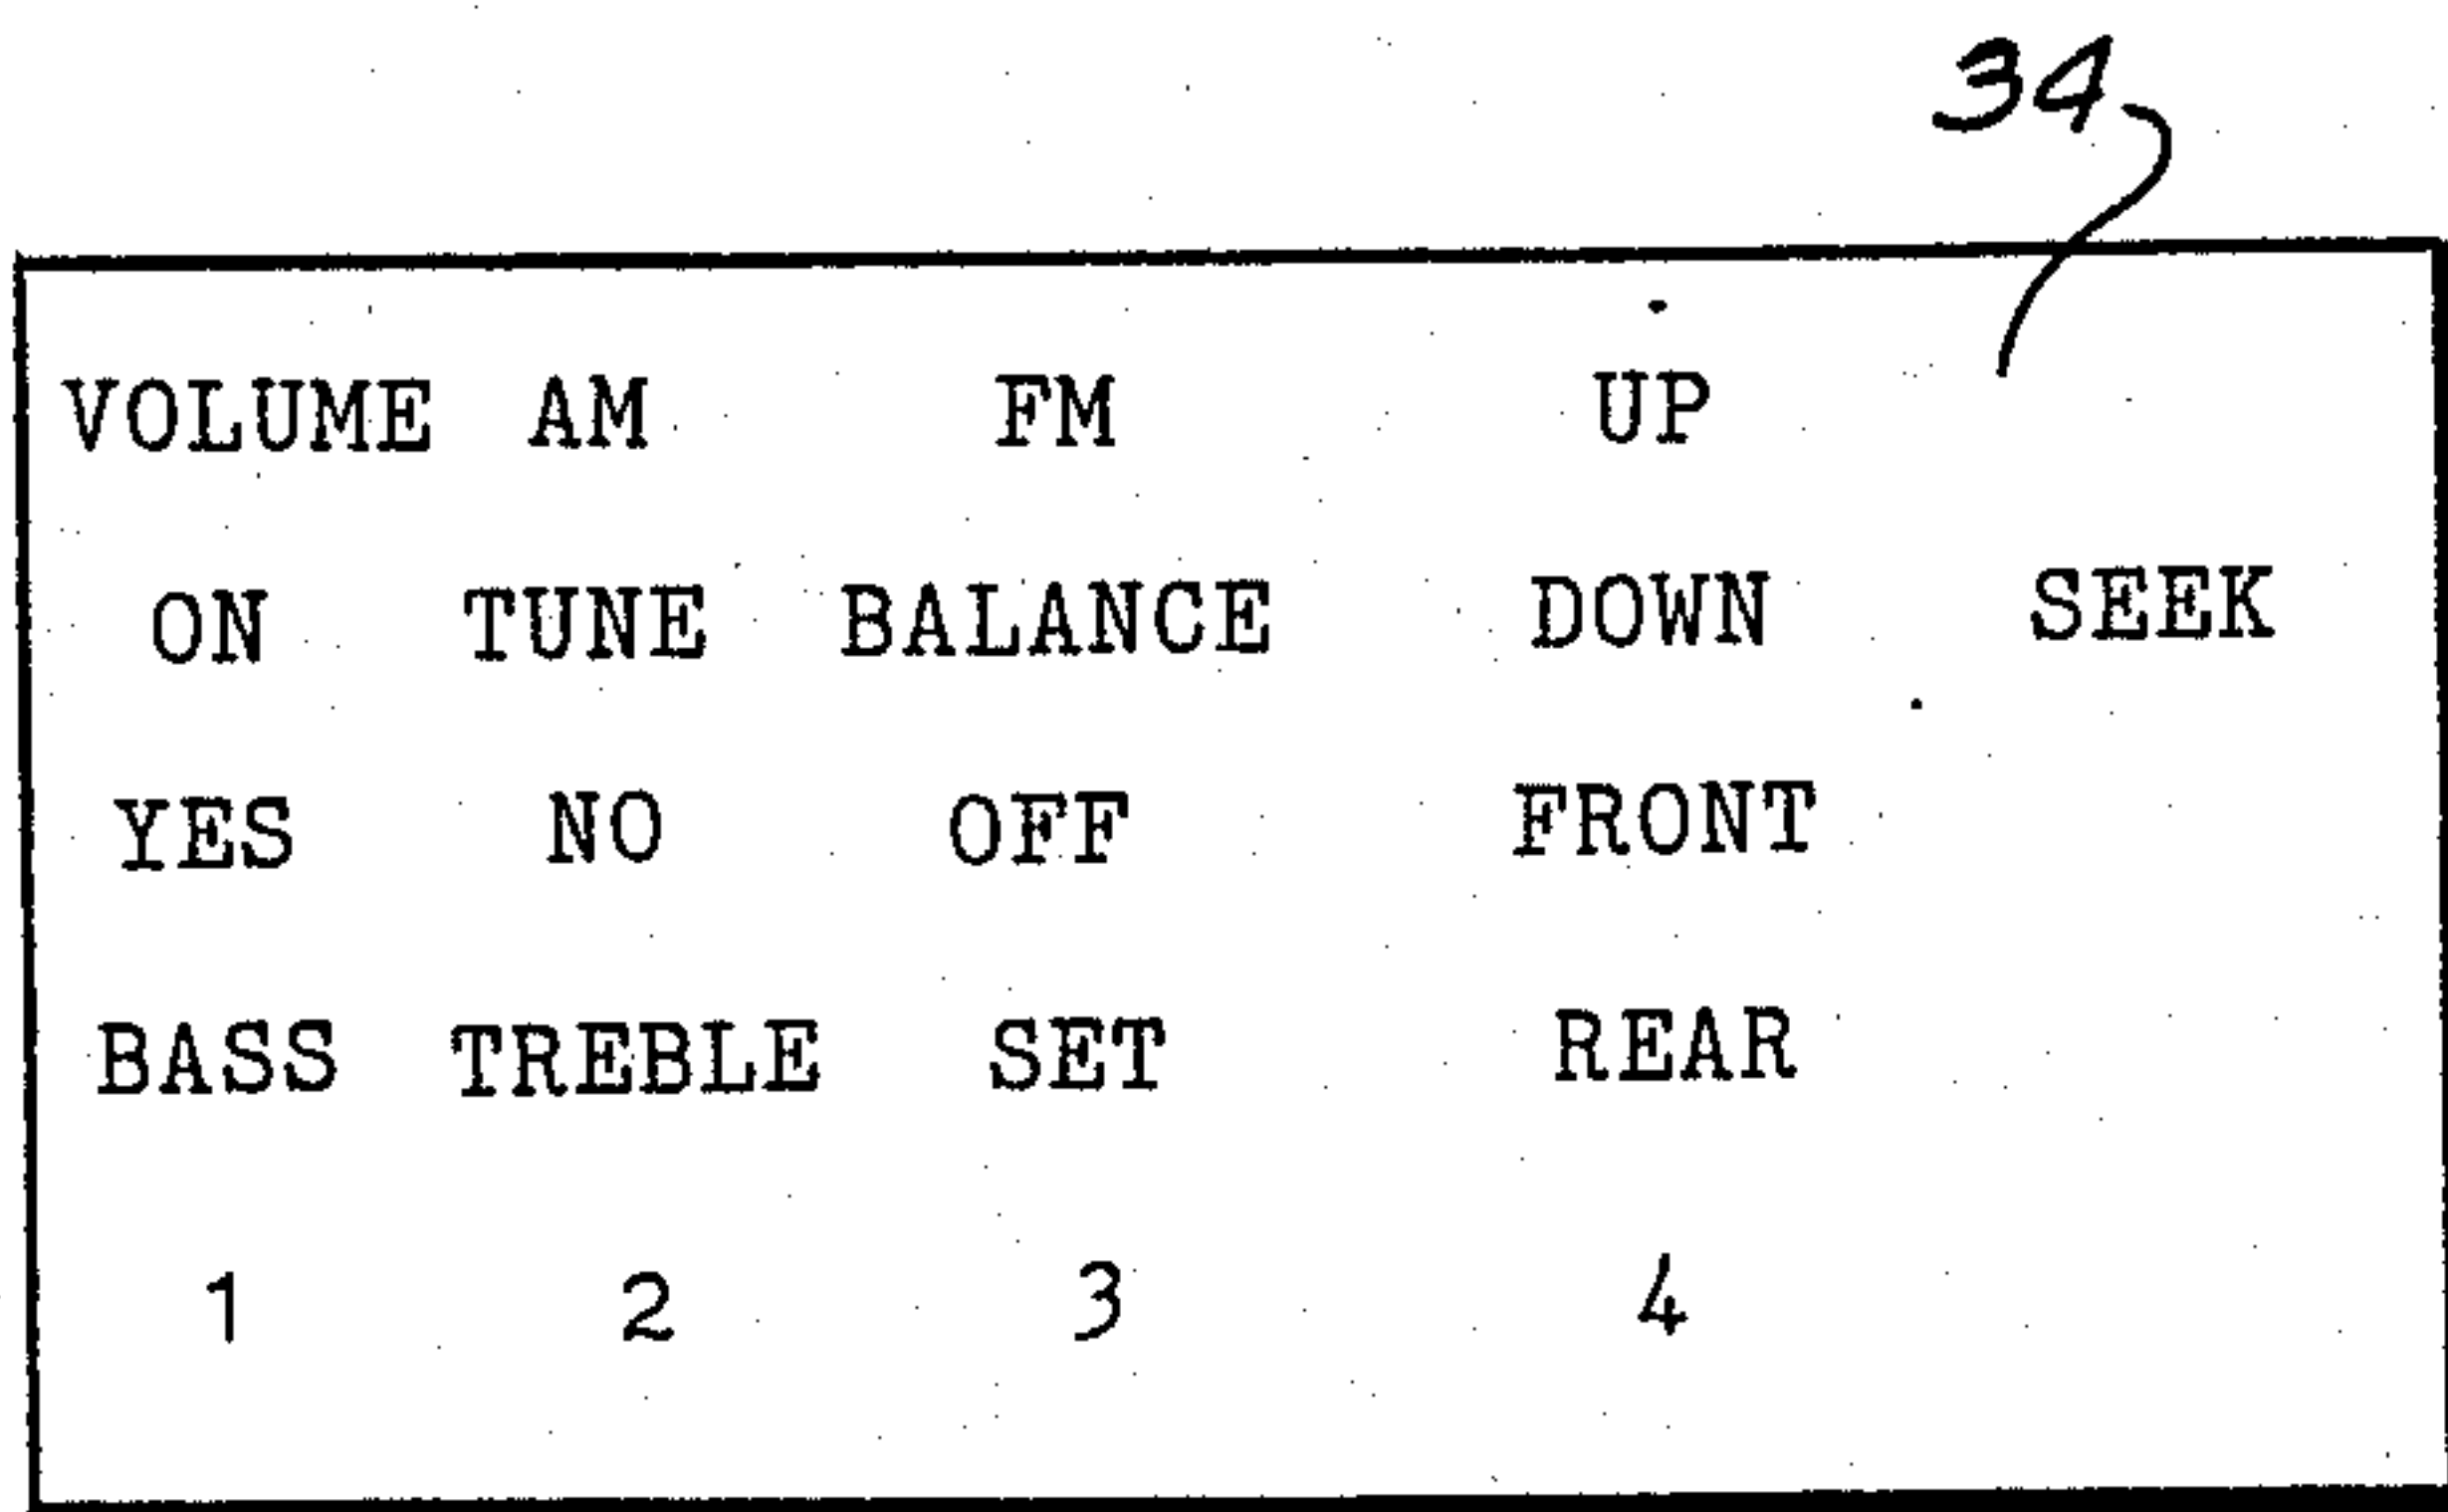 34
VOLUME AM FM UP
ON TUNE BALANCE DOWN SEEK
YES NO OFF FRONT
BASS TREBLE SET REAR
1 2 3 4